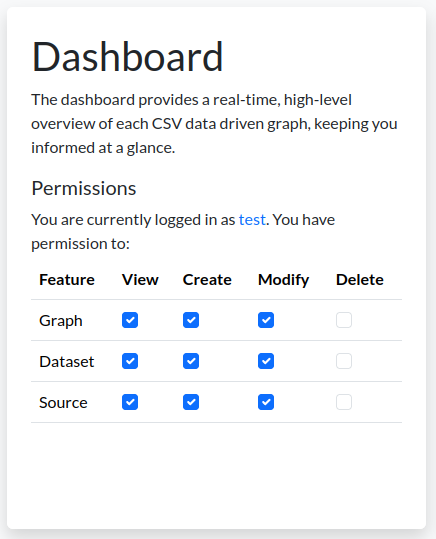 Dashboard
The dashboard provides a real-time, high-level
overview of each CSV data driven graph, keeping you
informed at a glance.
Permissions
You are currently logged in as test. You have
permission to:
Feature View Create Modify Delete
Graph
Dataset
Source